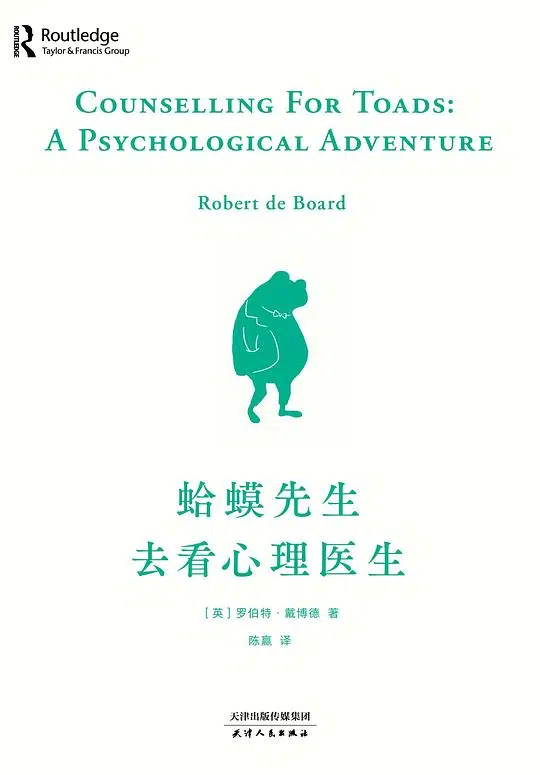 ROUTLEDGE
Routledge
Taylor & Francis Group
COUNSELLING FOR TOADS:
A PSYCHOLOGICAL ADVENTURE
Robert de Board
蛤蟆先生
去看心理医生
[英]罗伯特·戴博德 著
陈赢 译
天津出版传媒集团
天津人民出版社